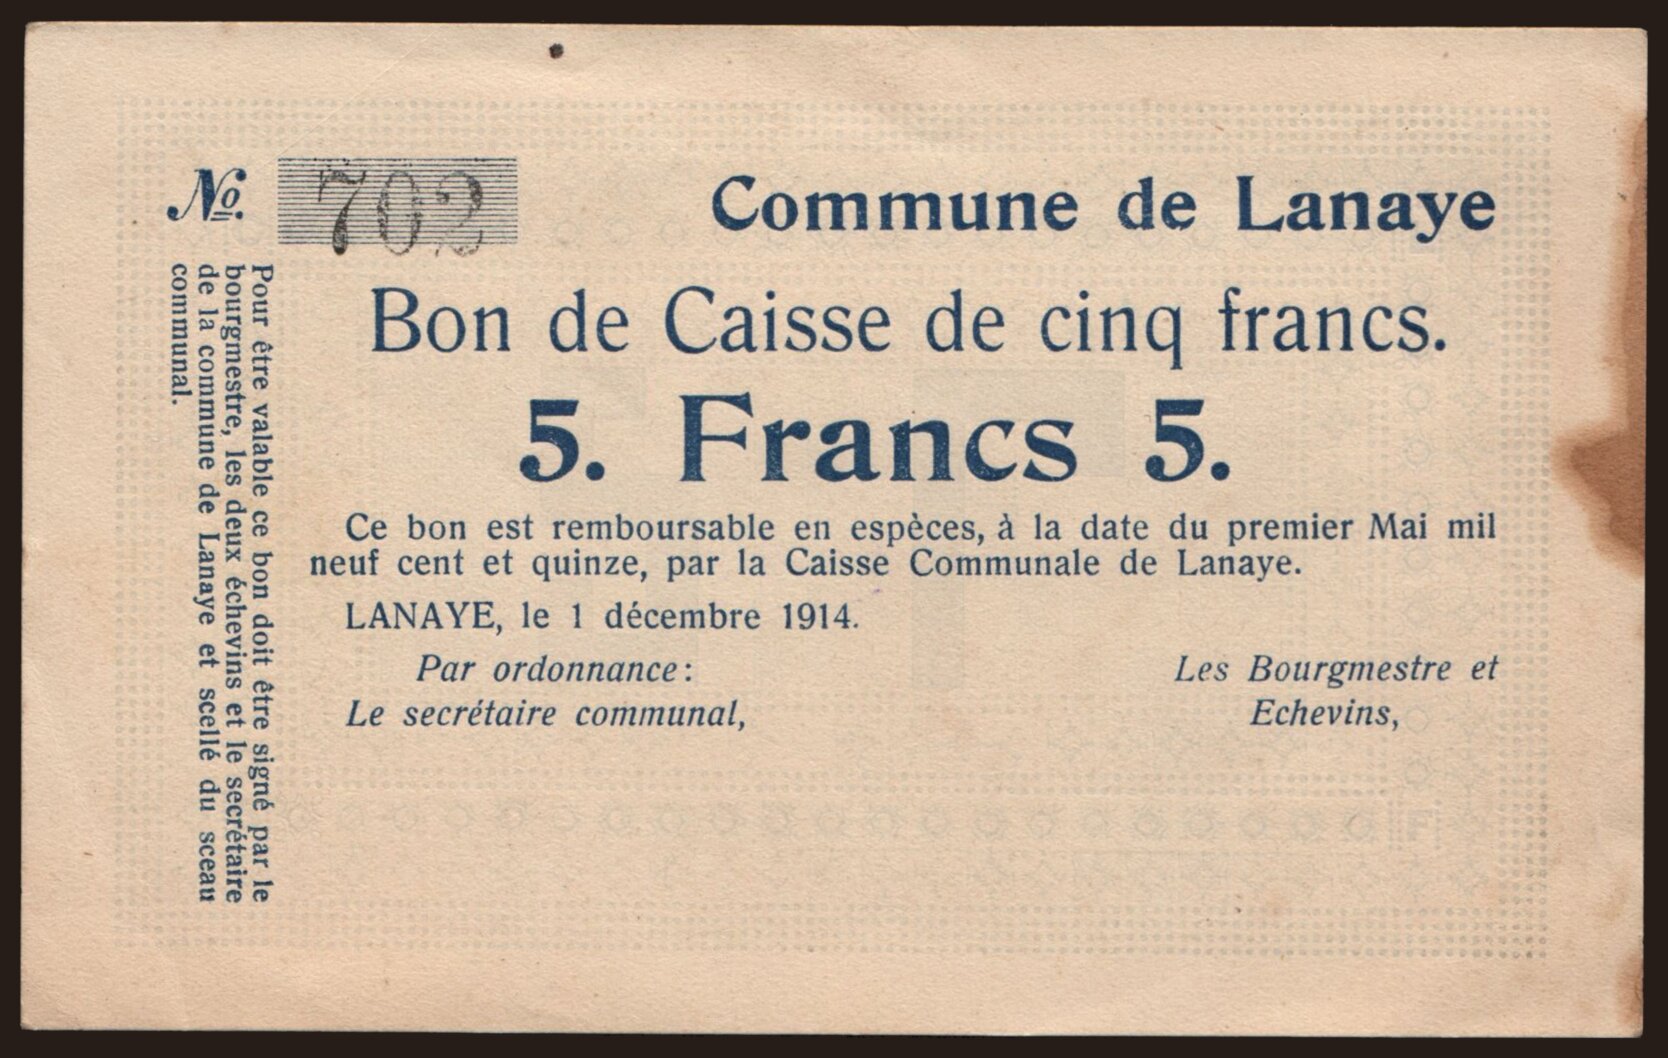 No. 702
Commune de Lanaye
Bon de Caisse de cinq francs.
5. Francs 5.
Ce bon est remboursable en espèces, à la date du premier Mai mil
neuf cent et quinze, par la Caisse Communale de Lanaye.
LANAYE, le 1 décembre 1914.
Par ordonnance:
Le secrétaire communal,
Les Bourgmestre et
Echevins,
Pour être valable ce bon doit être signé par le
bourgmestre, les deux échevins et le secrétaire
de la commune de Lanaye et scellé du sceau
communal.